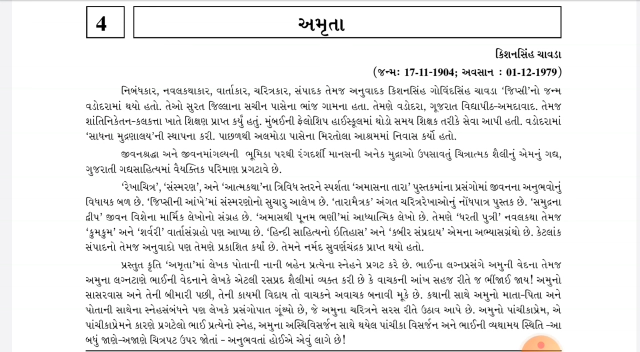 4
અમૃતા
કિશનસિંહ ચાવડા
(જન્મ: 17-11-1904; અવસાન : 01-12-1979)
નિબંધકાર, નવલકથાકાર, વાર્તાકાર, ચરિત્રકાર, સંપાદક તેમજ અનુવાદક કિશનસિંહ ગોવિંદસિંહ ચાવડા ‘જિપ્સી’નો જન્મ
વડોદરામાં થયો હતો. તેઓ સુરત જિલ્લાના સચીન પાસેના ભાંજ ગામના હતા. તેમણે વડોદરા, ગૂજરાત વિદ્યાપીઠ-અમદાવાદ. તેમજ
શાંતિનિકેતન-કલકત્તા ખાતે શિક્ષણ પ્રાપ્ત કર્યું હતું. મુંબઈની ફેલોશિપ હાઈસ્કૂલમાં થોડો સમય શિક્ષક તરીકે સેવા આપી હતી. વડોદરામાં
‘સાધના મુદ્રણાલય’ની સ્થાપના કરી. પાછળથી અલમોડા પાસેના મિરતોલા આશ્રમમાં નિવાસ કર્યો હતો.
જીવનશ્રદ્ધા અને જીવનમાંગલ્યની ભૂમિકા પરથી રંગદર્શી માનસની અનેક મુદ્રાઓ ઉપસાવતું ચિત્રાત્મક શૈલીનું એમનું ગદ્ય,
ગુજરાતી ગદ્યસાહિત્યમાં વૈયક્તિક પરિમાણ પ્રગટાવે છે.
‘રેખાચિત્ર’, ‘સંસ્મરણ’, અને ‘આત્મકથા’ના ત્રિવિધ સ્તરને સ્પર્શતા ‘અમાસના તારા’ પુસ્તકમાંના પ્રસંગોમાં જીવનના અનુભવોનું
વિધાયક બળ છે. ‘જિપ્સીની આંખે’માં સંસ્મરણોનો સુચારુ આલેખ છે. ‘તારામૈત્રક’ અંગત ચરિત્રરેખાઓનું નોંધપાત્ર પુસ્તક છે. ‘સમુદ્રના
દ્વીપ’ જીવન વિશેના માર્મિક લેખોનો સંગ્રહ છે. ‘અમાસથી પૂનમ ભણી’માં આધ્યાત્મિક લેખો છે. તેમણે ‘ધરતી પુત્રી’ નવલકથા તેમજ
‘કુમકુમ’ અને ‘શર્વરી’ વાર્તાસંગ્રહો પણ આપ્યા છે. ‘હિન્દી સાહિત્યનો ઇતિહાસ’ અને ‘કબીર સંપ્રદાય’ એમના અભ્યાસગ્રંથો છે. કેટલાંક
સંપાદનો તેમજ અનુવાદો પણ તેમણે પ્રકાશિત કર્યાં છે. તેમને નર્મદ સુવર્ણચંદ્રક પ્રાપ્ત થયો હતો.
પ્રસ્તુત કૃતિ ‘અમૃતા’માં લેખક પોતાની નાની બહેન પ્રત્યેના સ્નેહને પ્રગટ કરે છે. ભાઈના લગ્નપ્રસંગે અમુની વેદના તેમજ
અમુના લગ્નટાણે ભાઈની વેદનાને લેખકે એટલી રસપ્રદ શૈલીમાં વ્યક્ત કરી છે કે વાચકની આંખ સહજ રીતે જ ભીંજાઈ જાય! અમુનો
સાસરવાસ અને તેની બીમારી પછી, તેની કાયમી વિદાય તો વાચકને અવાચક બનાવી મૂકે છે. કથાની સાથે અમુનો માતા-પિતા અને
પોતાની સાથેના સ્નેહસંબંધને પણ લેખકે પ્રસંગોપાત ગૂંથ્યો છે, જે અમુના ચરિત્રને સરસ રીતે ઉઠાવ આપે છે. અમુનો પાંચીકાપ્રેમ, એ
પાંચીકાપ્રેમને કારણે પ્રગટેલો ભાઈ પ્રત્યેનો સ્નેહ, અમુના અસ્થિવિસર્જન સાથે થયેલ પાંચીકા વિસર્જન અને ભાઈની વ્યથામય સ્થિતિ -આ
બધું જાણે-અજાણે ચિત્રપટ ઉપર જોતાં - અનુભવતાં હોઈએ એવું લાગે છે!